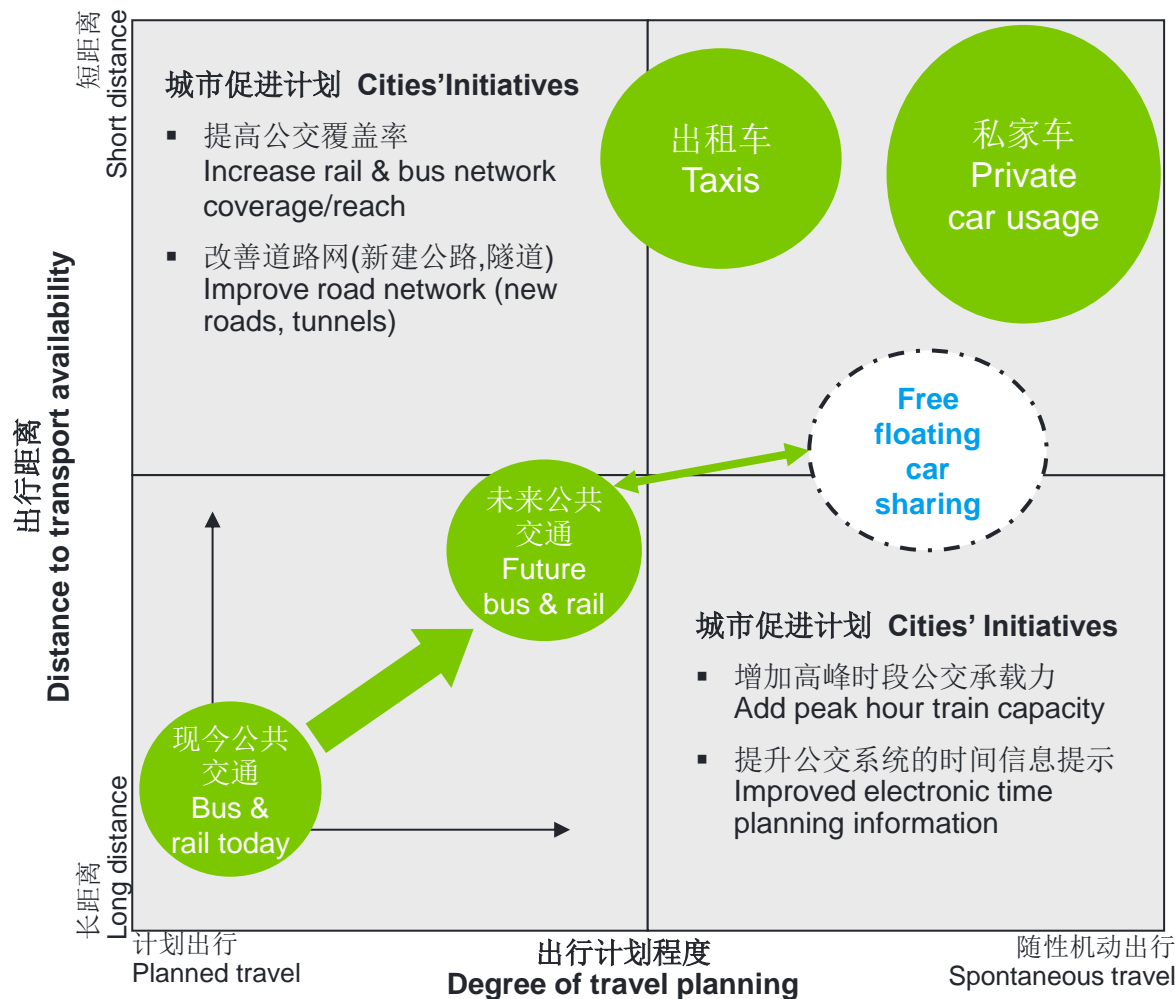 短距离
Short distance
城市促进计划 Cities'Initiatives
▪ 提高公交覆盖率
Increase rail & bus network
coverage/reach
▪ 改善道路网(新建公路,隧道)
Improve road network (new
roads, tunnels)
出租车
Taxis
私家车
Private
car usage
出行距离
Distance to transport availability
Free
floating
car
sharing
未来公共
交通
Future
bus & rail
现今公共
交通
Bus &
rail today
城市促进计划 Cities’ Initiatives
▪ 增加高峰时段公交承载力
Add peak hour train capacity
▪ 提升公交系统的时间信息提示
Improved electronic time
planning information
长距离
Long distance
计划出行
Planned travel
出行计划程度
Degree of travel planning
随性机动出行
Spontaneous travel